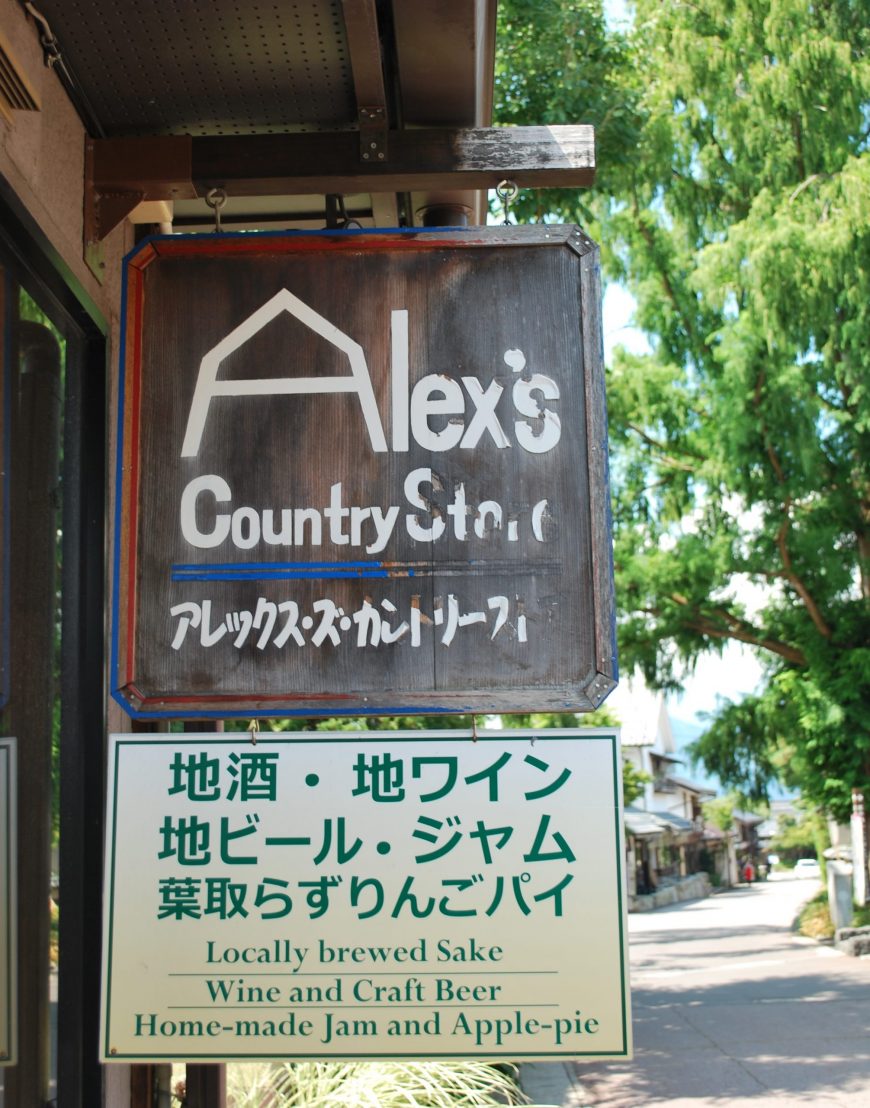 Alex's
Country Store
アレックス・ズ・カントリースト
地酒・地ワイン
地ビール・ジャム
葉取らずりんごパイ
Locally brewed Sake
Wine and Craft Beer
Home-made Jam and Apple-pie